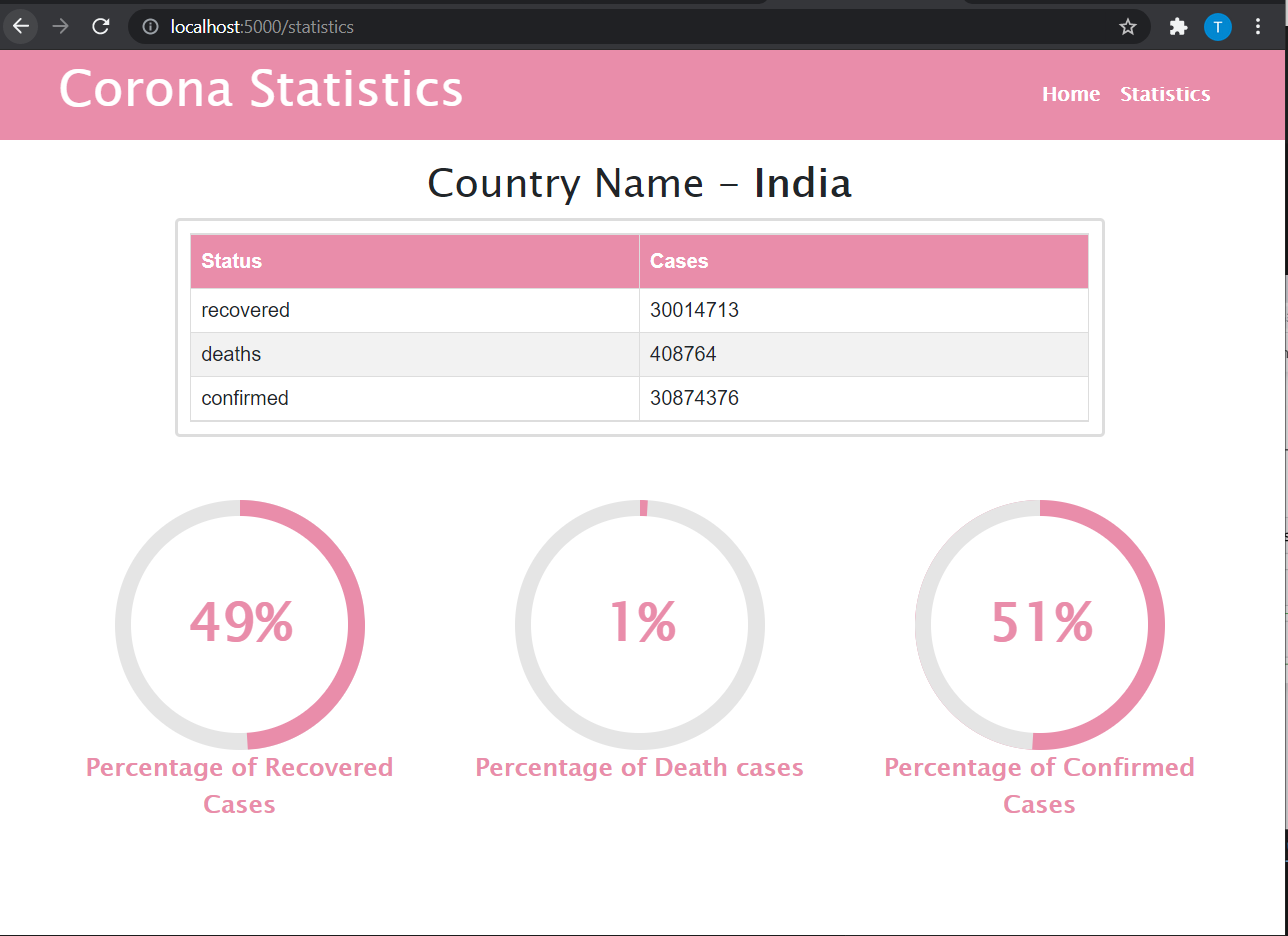 localhost:5000/statistics
T
Corona Statistics
Home Statistics
Country Name - India
Status Cases
recovered 30014713
deaths 408764
confirmed 30874376
49% 1% 51%
Percentage of Recovered Percentage of Death cases Percentage of Confirmed
Cases Cases